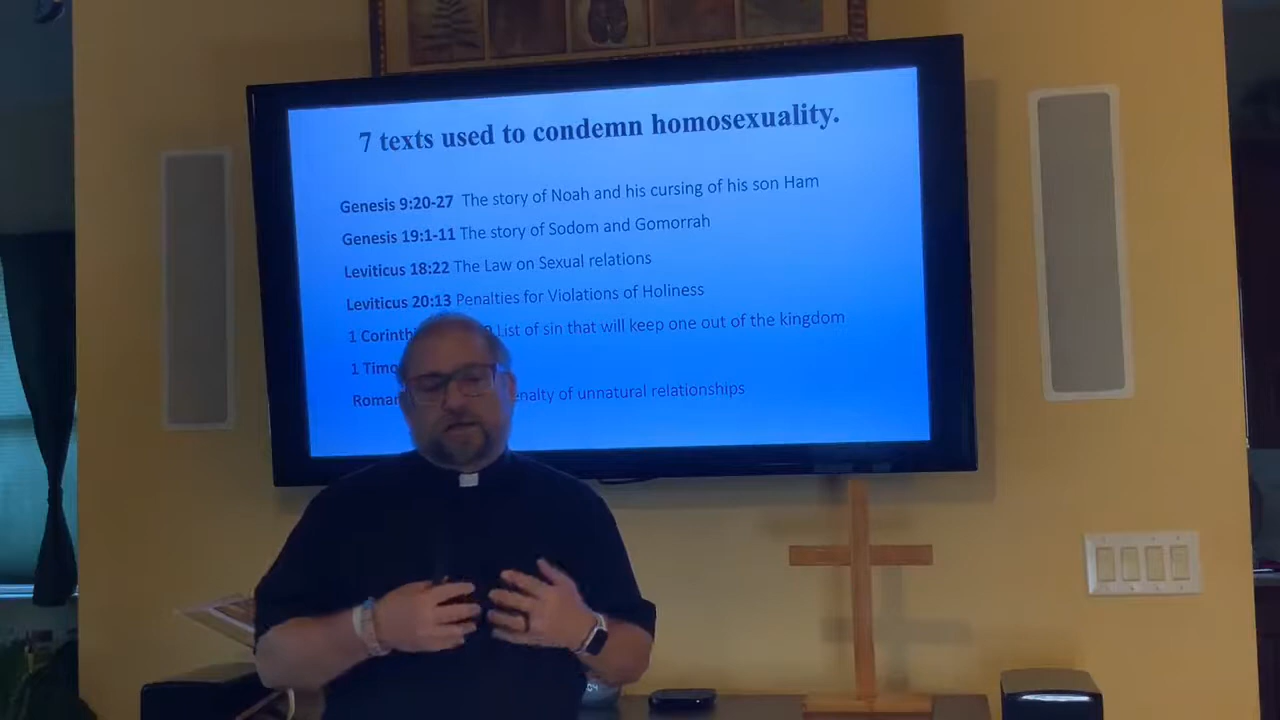 7 texts used to condemn homosexuality.
Genesis 9:20-27 The story of Noah and his cursing of his son Ham
Genesis 19:1-11 The story of Sodom and Gomorrah
Leviticus 18:22 The Law on Sexual relations
Leviticus 20:13 Penalties for Violations of Holiness
1 List of sin that will keep one out of the kingdom
1
of unnatural relationships